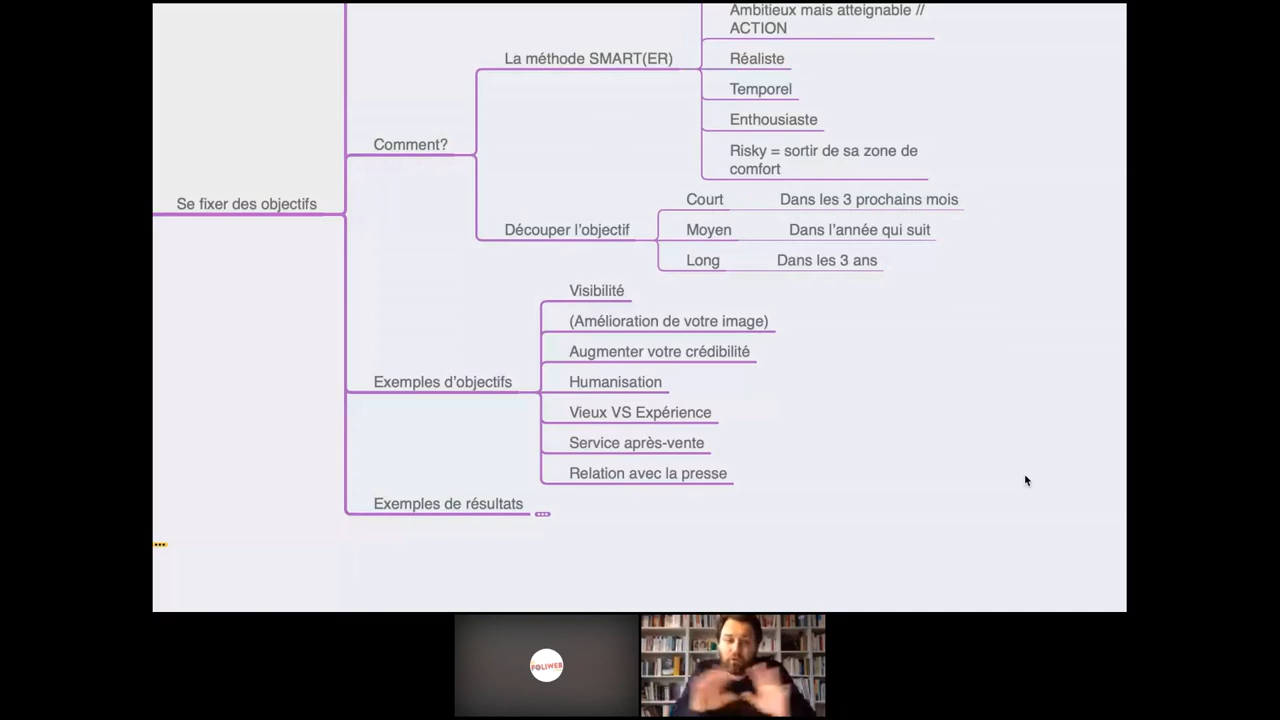 Ambitieux mais atteignable //
ACTION
La méthode SMART(ER)
Réaliste
Temporel
Enthousiaste
Risky = sortir de sa zone de
confort
Comment?
Se fixer des objectifs
Découper l'objectif
Court Dans les 3 prochains mois
Moyen Dans l'année qui suit
Long Dans les 3 ans
Exemples d'objectifs
Visibilité
(Amélioration de votre image)
Augmenter votre crédibilité
Humanisation
Vieux VS Expérience
Service après-vente
Relation avec la presse
Exemples de résultats
POLIWEB